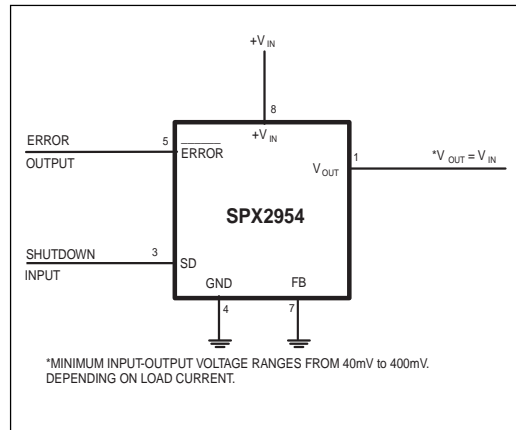 +V IN
8
+V IN
ERROR
OUTPUT
5
ERROR
V OUT
1
*V OUT = V IN
SPX2954
SHUTDOWN
INPUT
3
SD
GND
FB
4
7
*MINIMUM INPUT-OUTPUT VOLTAGE RANGES FROM 40mV to 400mV.
DEPENDING ON LOAD CURRENT.